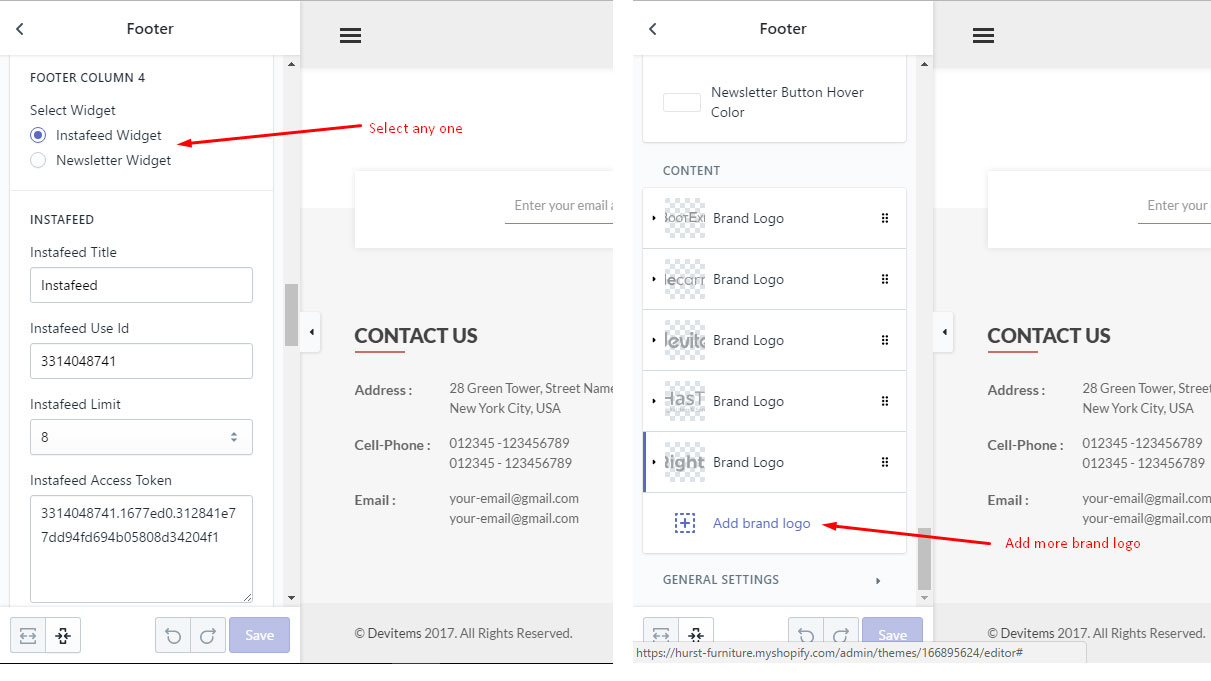 Footer
FOOTER COLUMN 4
Select Widget
Instafeed Widget
Newsletter Widget
Select any one
INSTAFEED
Instafeed Title
Instafeed
Instafeed Use Id
3314048741
Instafeed Limit
8
Instafeed Access Token
3314048741.1677ed0.312841e7
7dd94fd694b05808d34204f1
Save
Enter your email
CONTACT US
Address :
28 Green Tower, Street Name
New York City, USA
Cell-Phone :
012345 -123456789
012345 - 123456789
Email :
your-email@gmail.com
your-email@gmail.com
© Devitems 2017. All Rights Reserved.
Footer
Newsletter Button Hover
Color
CONTENT
Brand Logo
Brand Logo
Brand Logo
Brand Logo
Right
Brand Logo
Add brand logo
Add more brand logo
GENERAL SETTINGS
Save
https://hurst-furniture.myshopify.com/admin/themes/166895624/editor#
Enter your
CONTACT US
Address :
28 Green Tower, Street
New York City, USA
Cell-Phone :
012345 -123456789
012345 - 123456789
Email :
your-email@gmail.com
your-email@gmail.com
© Devitems 2017. All Rights Reserved.